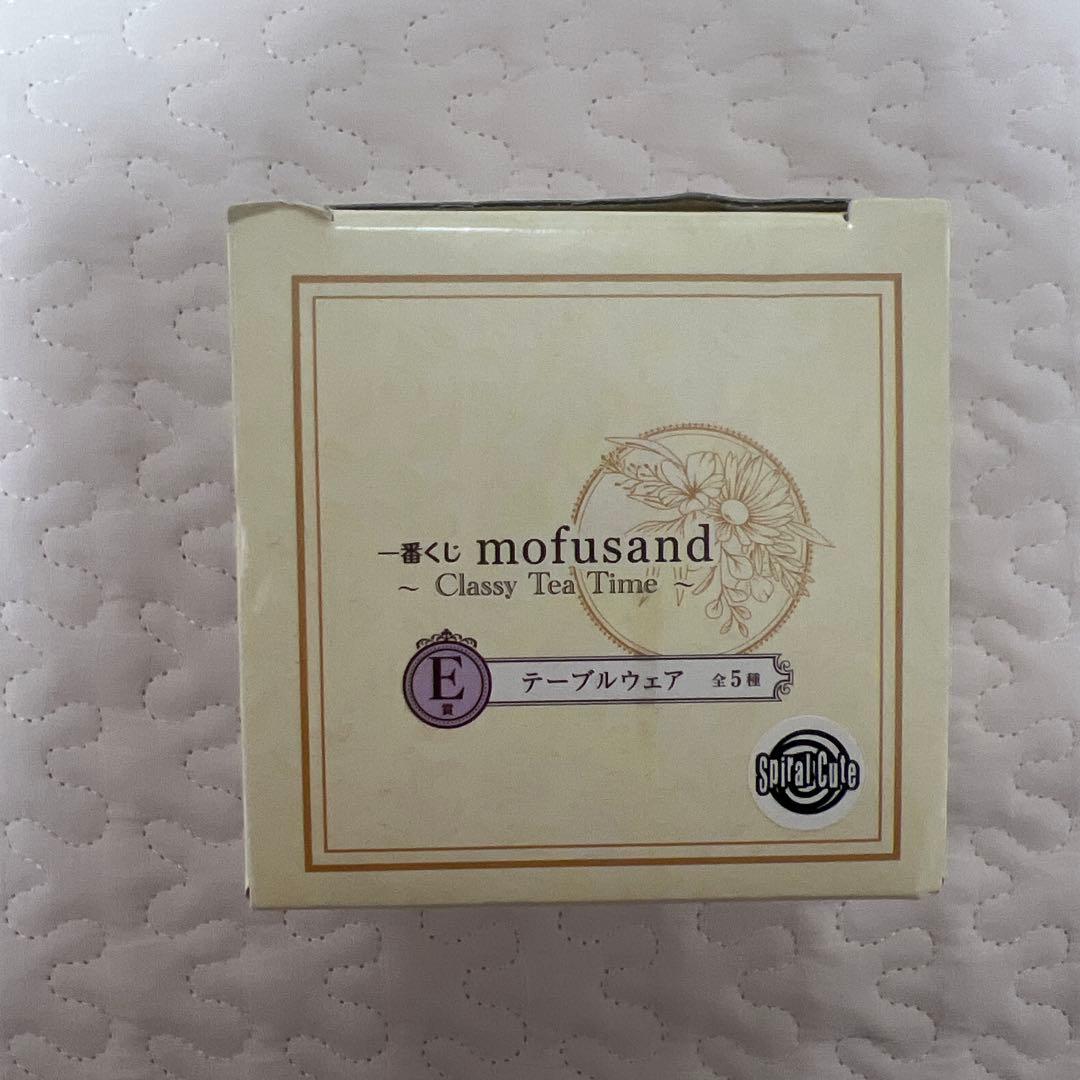 一番くじ mofusand
~ Classy Tea Time ~
E賞 テーブルウェア 全5種
Spiral Cute